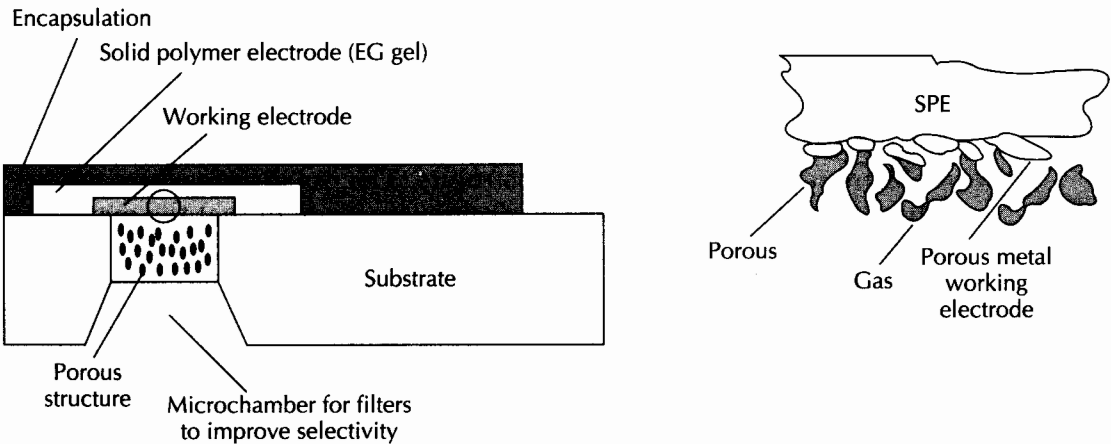 Encapsulation
Solid polymer electrode (EG gel)
Working electrode
Substrate
Porous
structure
Microchamber for filters
to improve selectivity
SPE
Porous
Gas
Porous metal
working
electrode